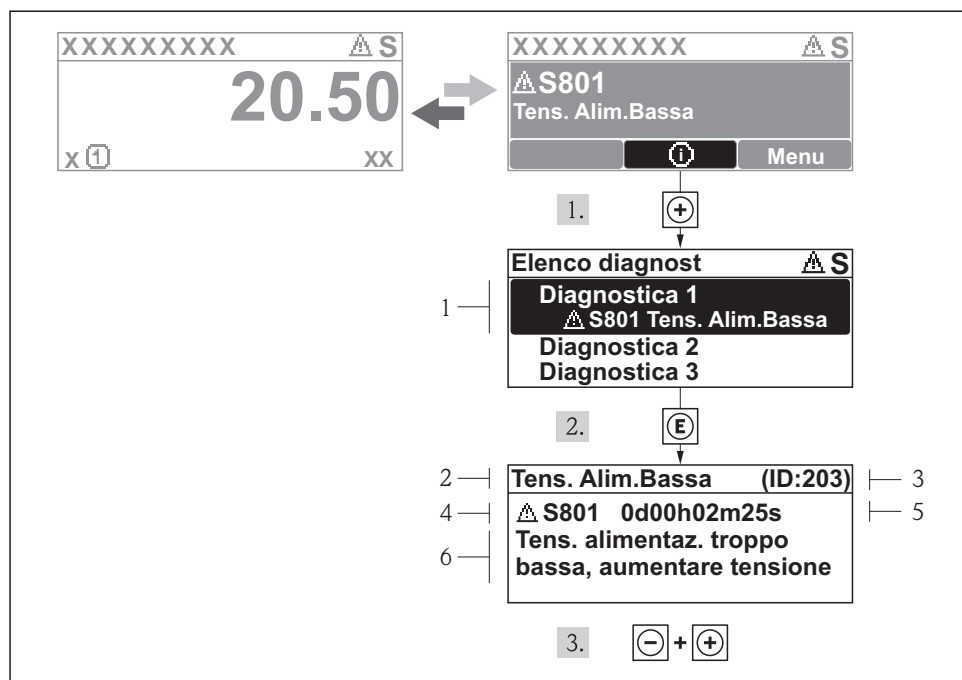 XXXXXXXXX ⚠ S
20.50
x ① xx
XXXXXXXXX ⚠ S
⚠ S801
Tens. Alim.Bassa
ⓘ Menu
1. +
Elenco diagnost ⚠ S
1
Diagnostica 1
⚠ S801 Tens. Alim.Bassa
Diagnostica 2
Diagnostica 3
2. E
2 Tens. Alim.Bassa (ID:203) 3
4 ⚠ S801 0d00h02m25s 5
6 Tens. alimentaz. troppo
bassa, aumentare tensione
3. - + +